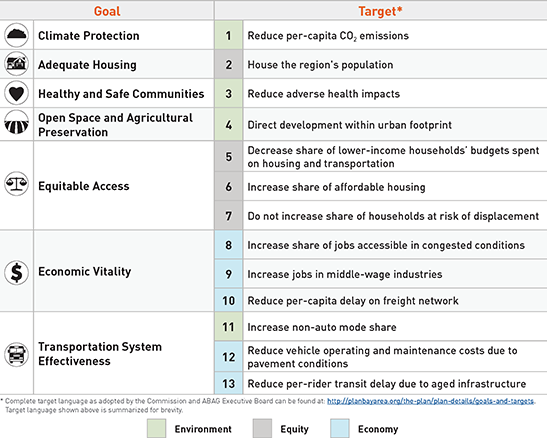 Goal Target*
Climate Protection 1 Reduce per-capita CO₂ emissions
Adequate Housing 2 House the region's population
Healthy and Safe Communities 3 Reduce adverse health impacts
Open Space and Agricultural
Preservation
4 Direct development within urban footprint
Equitable Access
5 Decrease share of lower-income households' budgets spent
on housing and transportation
6 Increase share of affordable housing
7 Do not increase share of households at risk of displacement
Economic Vitality
8 Increase share of jobs accessible in congested conditions
9 Increase jobs in middle-wage industries
$
10 Reduce per-capita delay on freight network
Transportation System
Effectiveness
11 Increase non-auto mode share
12 Reduce vehicle operating and maintenance costs due to
pavement conditions
13 Reduce per-rider transit delay due to aged infrastructure
* Complete target language as adopted by the Commission and ABAG Executive Board can be found at: http://planbayarea.org/the-plan/plan-details/goals-and-targets.
Target language shown above is summarized for brevity.
Environment Equity Economy